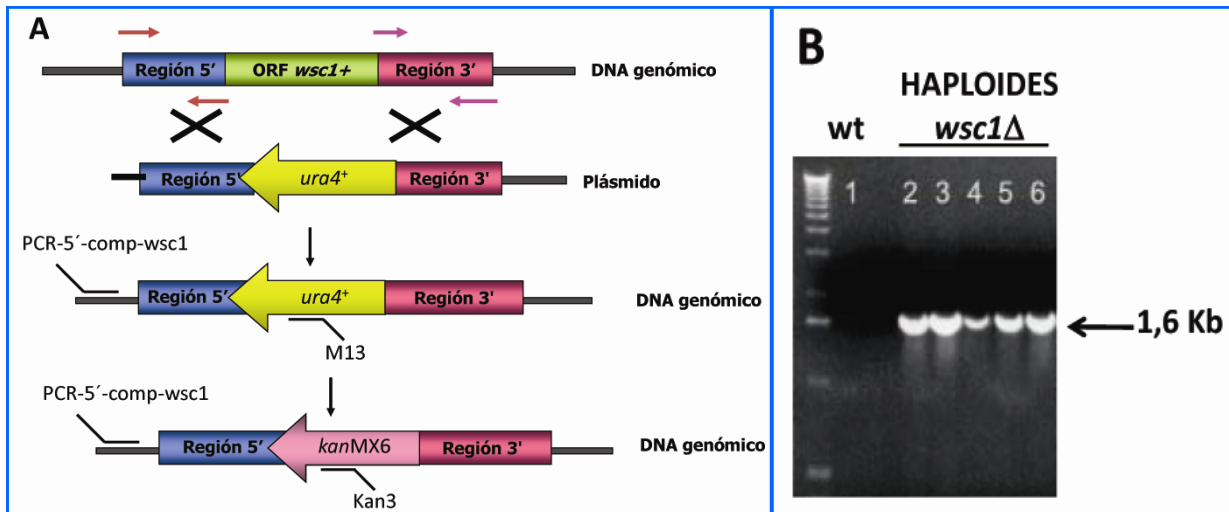 A
Región 5′
ORF wsc1+
Región 3′
DNA genómico
Región 5'
ura4+
Región 3'
Plásmido
PCR-5´-comp-wsc1
Región 5′
ura4+
Región 3'
DNA genómico
M13
PCR-5´-comp-wsc1
Región 5′
kanMX6
Región 3'
DNA genómico
Kan3
B
HAPLOIDES
wt
wsc1Δ
1 2 3 4 5 6
1,6 Kb